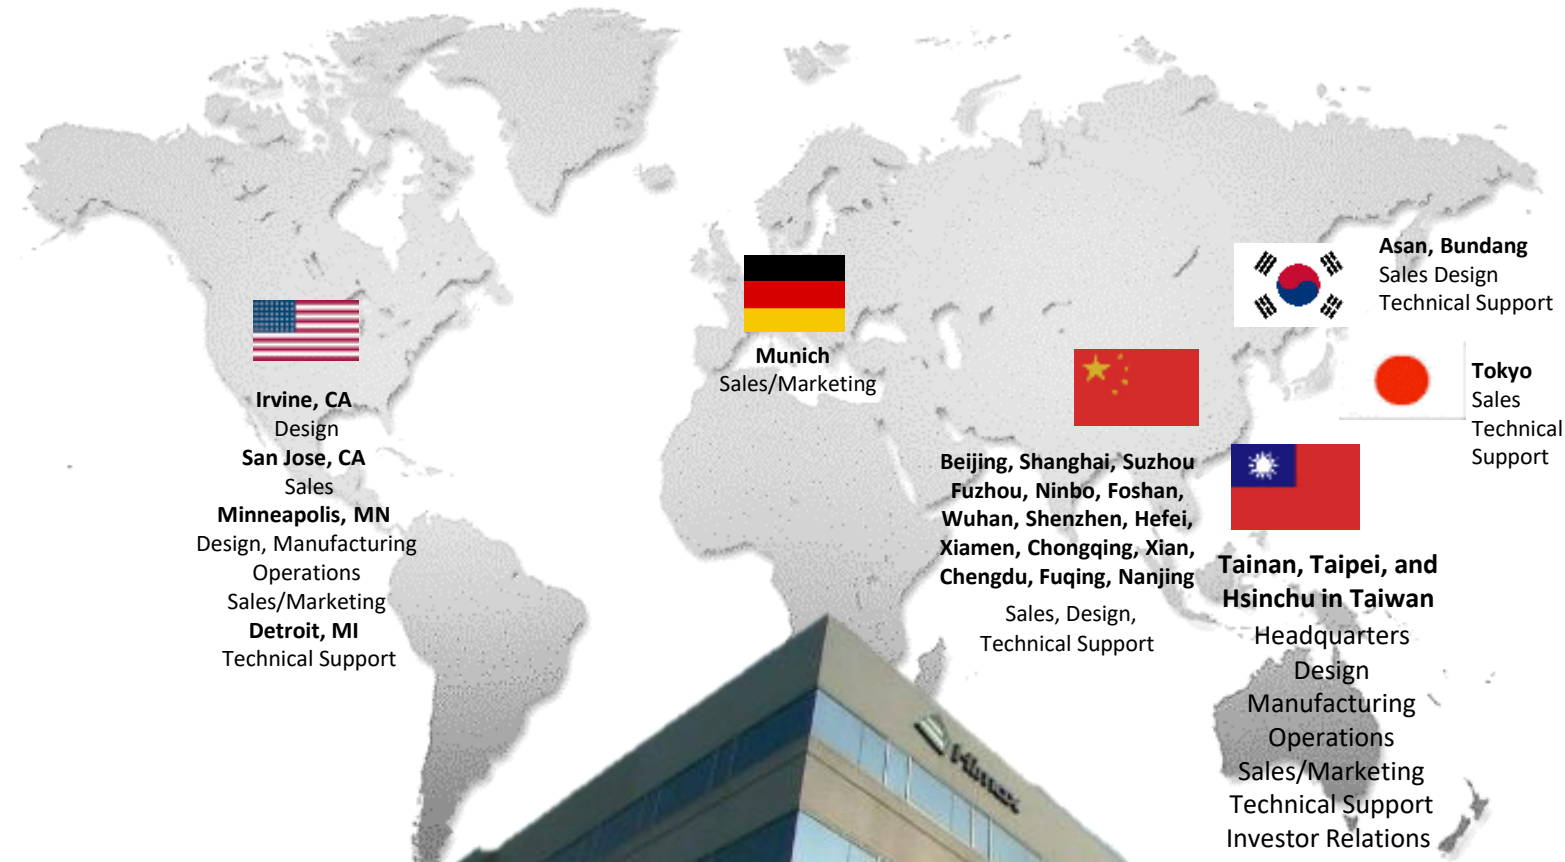 Asan, Bundang
Sales Design
Technical Support
Tokyo
Sales
Technical
Support
Munich
Sales/Marketing
Irvine, CA
Design
San Jose, CA
Sales
Minneapolis, MN
Design, Manufacturing
Operations
Sales/Marketing
Detroit, MI
Technical Support
Beijing, Shanghai, Suzhou
Fuzhou, Ninbo, Foshan,
Wuhan, Shenzhen, Hefei,
Xiamen, Chongqing, Xian,
Chengdu, Fuqing, Nanjing
Sales, Design,
Technical Support
Tainan, Taipei, and
Hsinchu in Taiwan
Headquarters
Design
Manufacturing
Operations
Sales/Marketing
Technical Support
Investor Relations
Himax